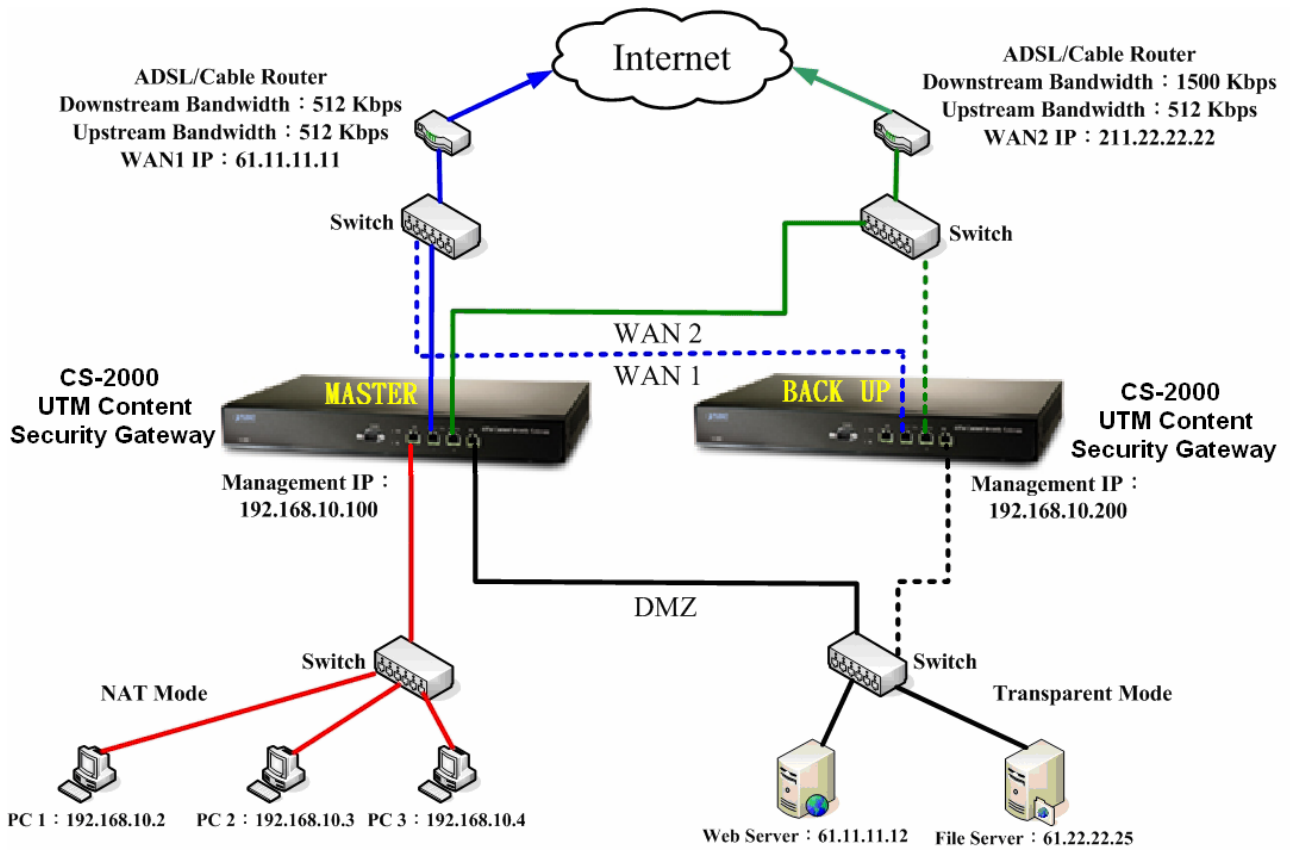 Internet
ADSL/Cable Router
Downstream Bandwidth：512 Kbps
Upstream Bandwidth：512 Kbps
WAN1 IP：61.11.11.11
ADSL/Cable Router
Downstream Bandwidth：1500 Kbps
Upstream Bandwidth：512 Kbps
WAN2 IP：211.22.22.22
Switch
Switch
WAN 2
WAN 1
CS-2000
UTM Content
Security Gateway
MASTER
BACK UP
CS-2000
UTM Content
Security Gateway
Management IP：
192.168.10.100
Management IP：
192.168.10.200
DMZ
Switch
NAT Mode
Switch
Transparent Mode
PC 1：192.168.10.2
PC 2：192.168.10.3
PC 3：192.168.10.4
Web Server：61.11.11.12
File Server：61.22.22.25